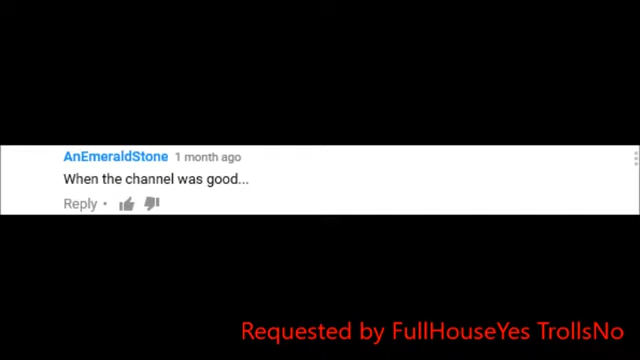 AnEmeraldStone 1 month ago
When the channel was good...
Reply •
Requested by FullHouseYes TrollsNo